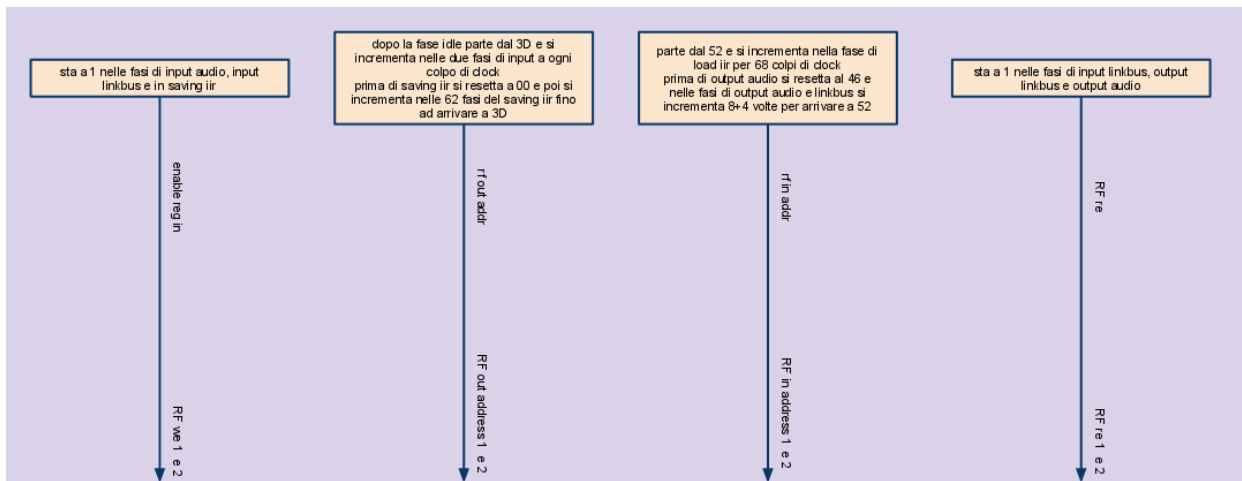 sta a 1 nelle fasi di input audio, input
linkbus e in saving iir
dopo la fase idle parte dal 3D e si
incrementa nelle due fasi di input a ogni
colpo di clock
prima di saving iir si resetta a 00 e poi si
incrementa nelle 62 fasi del saving iir fino
ad arrivare a 3D
parte dal 52 e si incrementa nella fase di
load iir per 68 colpi di clock
prima di output audio si resetta al 46 e
nelle fasi di output audio e linkbus si
incrementa 8+4 volte per arrivare a 52
sta a 1 nelle fasi di input linkbus, output
linkbus e output audio
enable reg in
rf out addr
rf in addr
RF re
RF we 1 e 2
RF out address 1 e 2
RF in address 1 e 2
RF re 1 e 2